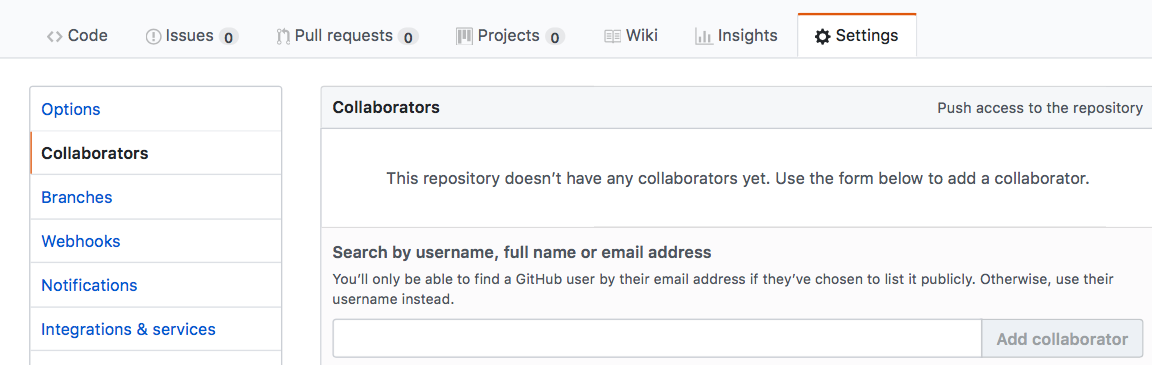 Code Issues 0 Pull requests 0 Projects 0 Wiki Insights Settings
Options
Collaborators
Branches
Webhooks
Notifications
Integrations & services
Collaborators Push access to the repository
This repository doesn’t have any collaborators yet. Use the form below to add a collaborator.
Search by username, full name or email address
You’ll only be able to find a GitHub user by their email address if they’ve chosen to list it publicly. Otherwise, use their
username instead.
Add collaborator